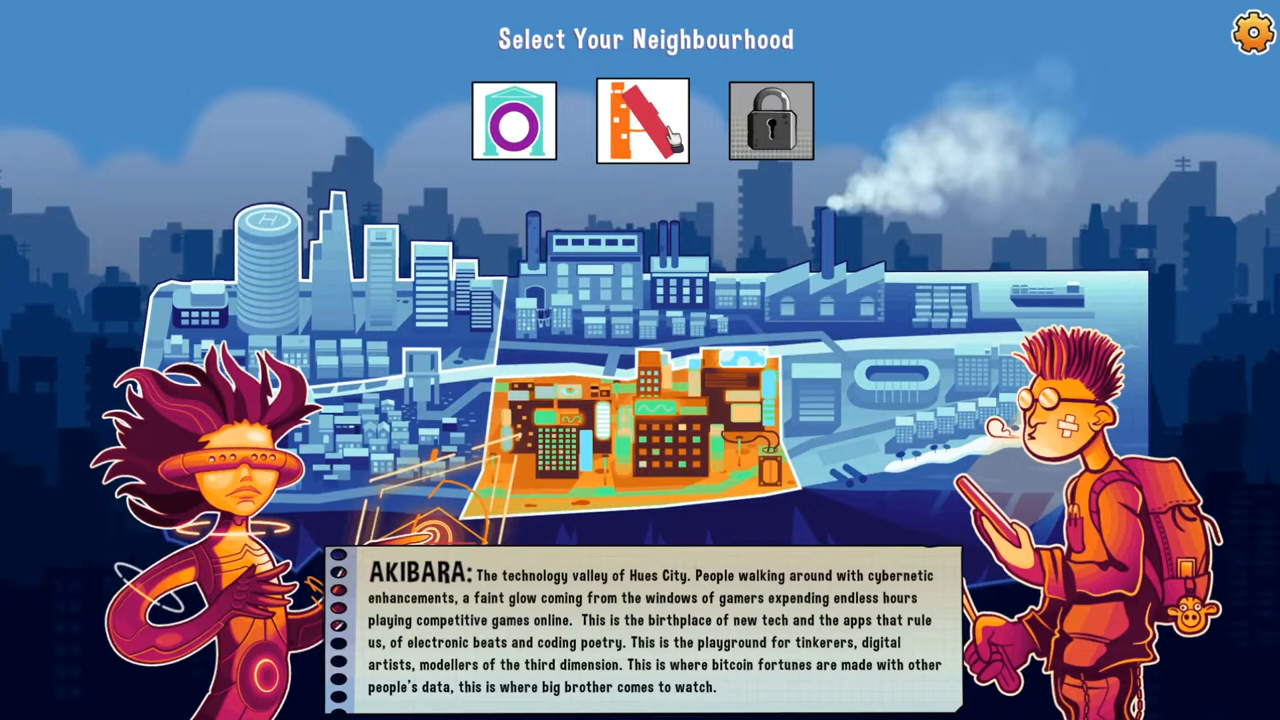 Select Your Neighbourhood
H
AKIBARA: The technology valley of Hues City. People walking around with cybernetic
enhancements, a faint glow coming from the windows of gamers expending endless hours
playing competitive games online. This is the birthplace of new tech and the apps that rule
us, of electronic beats and coding poetry. This is the playground for tinkerers, digital
artists, modellers of the third dimension. This is where bitcoin fortunes are made with other
people's data, this is where big brother comes to watch.